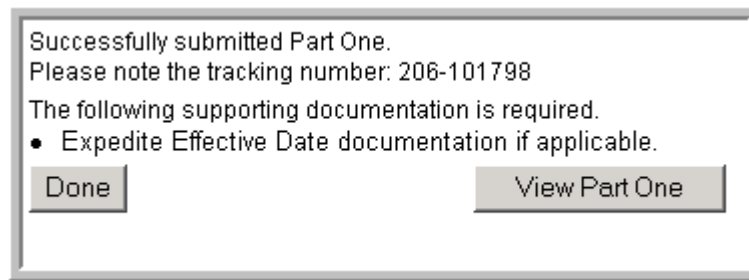 Successfully submitted Part One.
Please note the tracking number: 206-101798
The following supporting documentation is required.
● Expedite Effective Date documentation if applicable.
Done View Part One